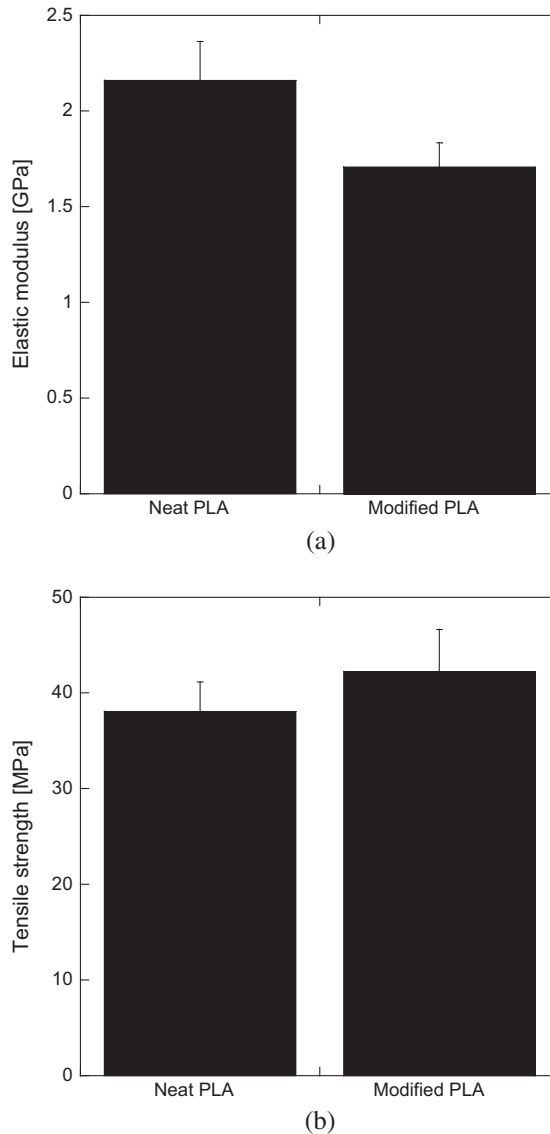 2.5
2
1.5
1
0.5
0
Elastic modulus [GPa]
Neat PLA
Modified PLA
(a)
50
40
30
20
10
0
Tensile strength [MPa]
Neat PLA
Modified PLA
(b)